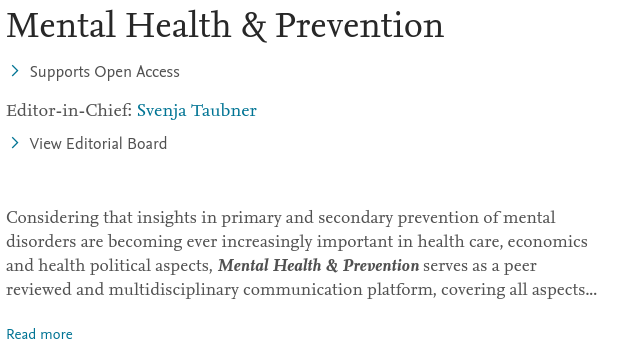 Mental Health & Prevention
Supports Open Access
Editor-in-Chief: Svenja Taubner
View Editorial Board
Considering that insights in primary and secondary prevention of mental
disorders are becoming ever increasingly important in health care, economics
and health political aspects, Mental Health & Prevention serves as a peer
reviewed and multidisciplinary communication platform, covering all aspects...
Read more